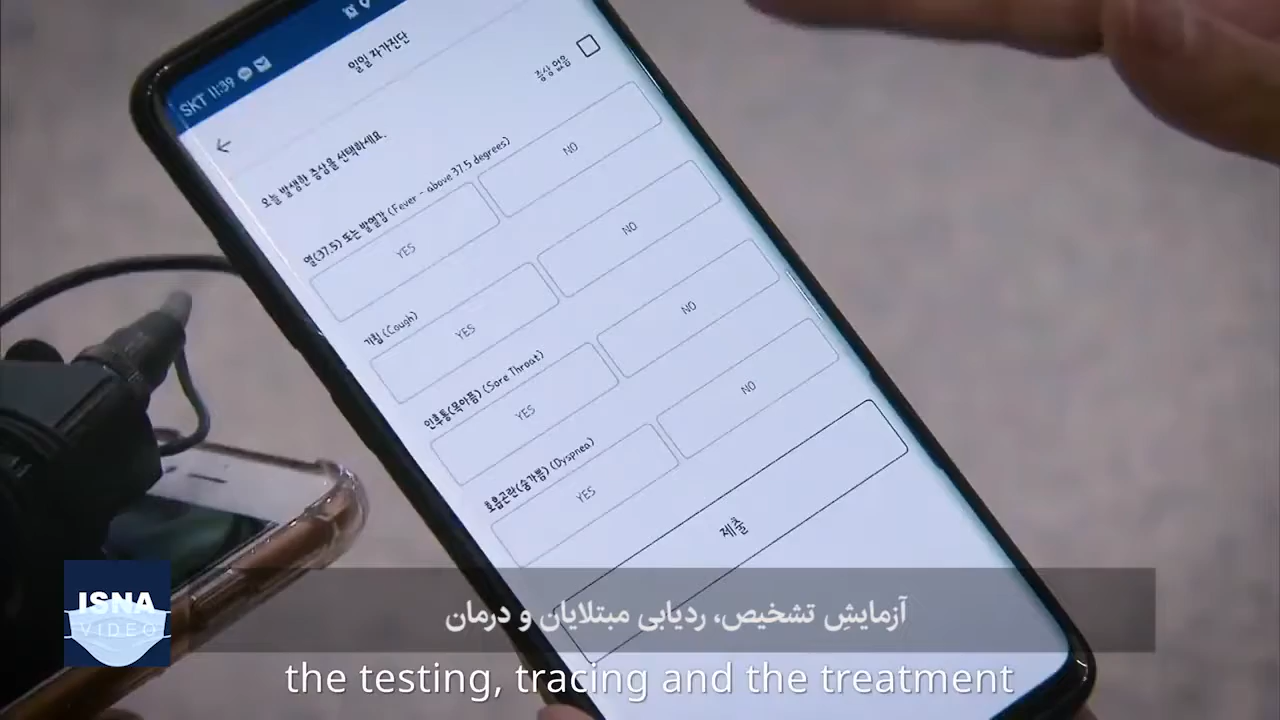 SKT 11:39
일일 자가진단
증상 없음
오늘 발생한 증상을 선택하세요.
열(37.5) 또는 발열감 (Fever - above 37.5 degrees)
YES
NO
기침 (Cough)
YES
NO
인후통(목아픔) (Sore Throat)
YES
NO
호흡곤란(숨가쁨) (Dyspnea)
YES
NO
제출
ISNA
VIDEO
آزمایشِ تشخیص، ردیابی مبتلایان و درمان
the testing, tracing and the treatment